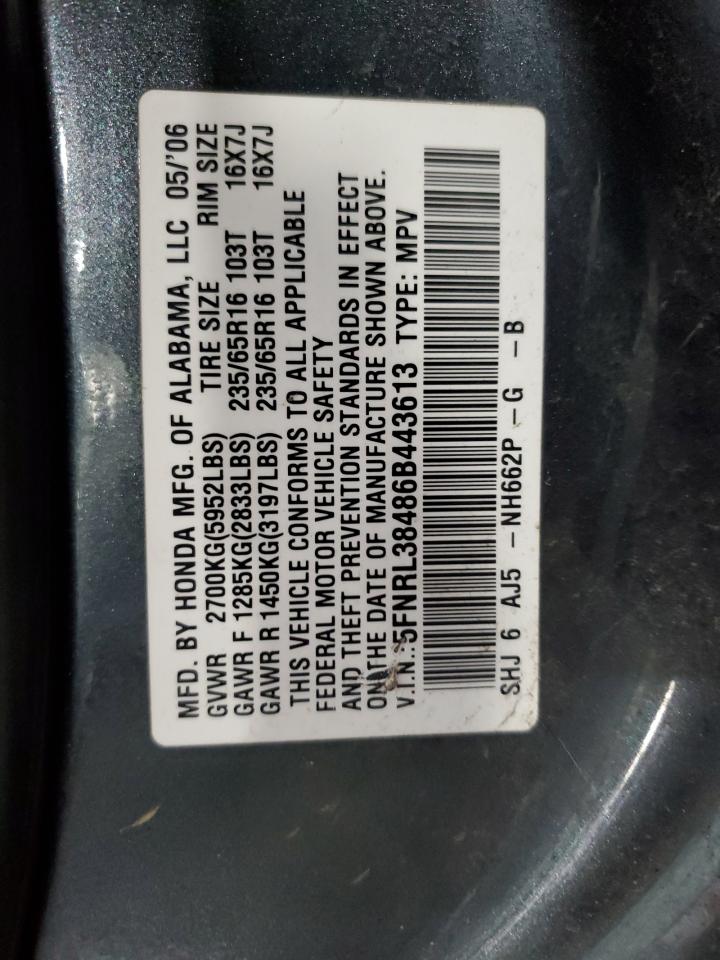 MFD. BY HONDA MFG. OF ALABAMA, LLC 05/'06
GVWR 2700KG(5952LBS) TIRE SIZE RIM SIZE
GAWR F 1285KG(2833LBS) 235/65R16 103T 16X7J
GAWR R 1450KG(3197LBS) 235/65R16 103T 16X7J
THIS VEHICLE CONFORMS TO ALL APPLICABLE
FEDERAL MOTOR VEHICLE SAFETY
AND THEFT PREVENTION STANDARDS IN EFFECT
ON THE DATE OF MANUFACTURE SHOWN ABOVE.
V.I.N.:5FNRL38486B443613 TYPE: MPV
SHJ 6 AJ5 -NH662P -G -B